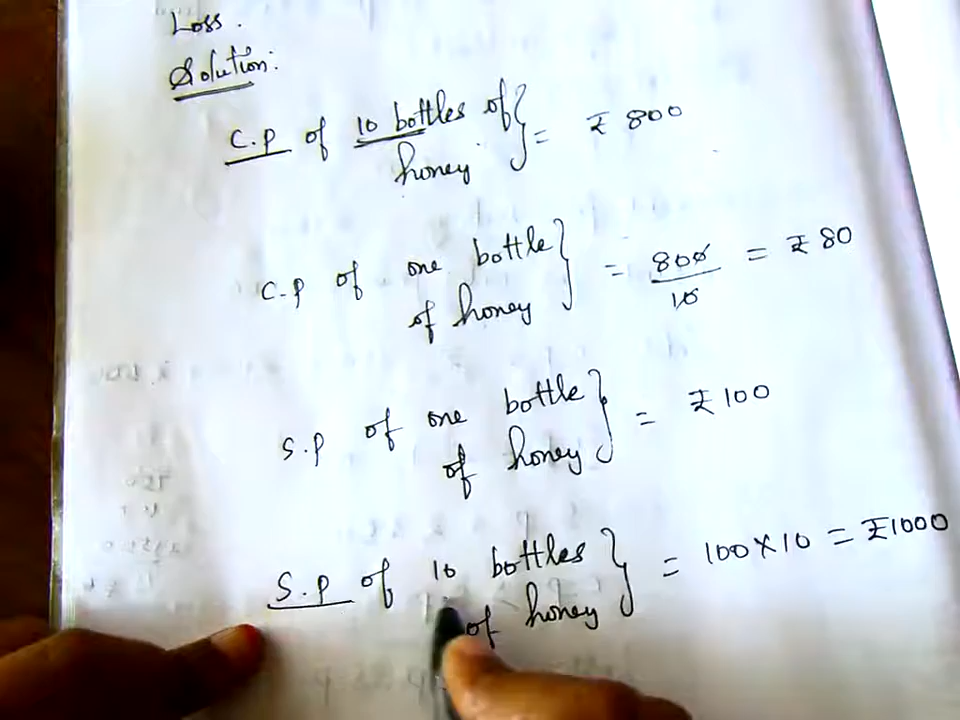 Loss.
Solution:
C.P of 10 bottles of } = ₹ 800
honey
C.P of one bottle } = 800/10 = ₹ 80
of honey
S.P of one bottle } = ₹ 100
of honey
S.P of 10 bottles } = 100 × 10 = ₹1000
of honey